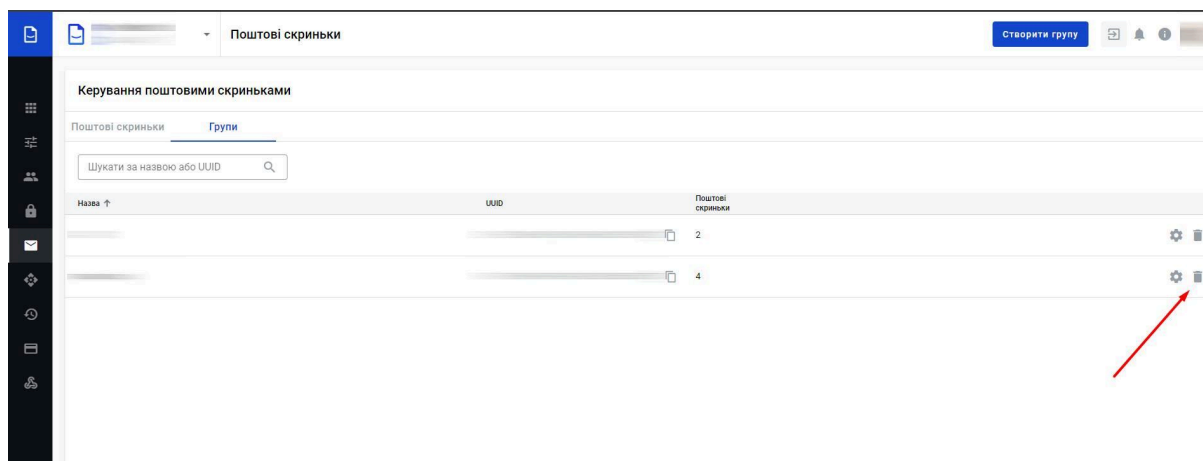 Поштові скриньки
Створити групу
Керування поштовими скриньками
Поштові скриньки Групи
Шукати за назвою або UUID
Назва UUID Поштові
скриньки
2
4